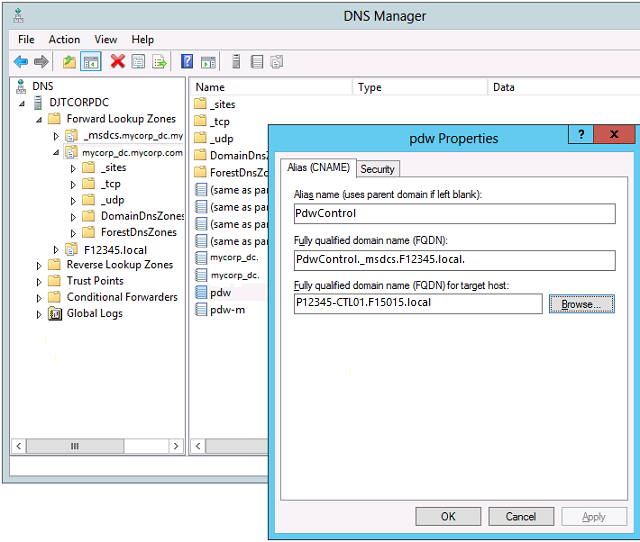 DNS Manager
File Action View Help
DNS
DJTCORPDC
Forward Lookup Zones
_msdcs.mycorp_dc.my
mycorp_dc.mycorp.com
_sites
_tcp
_udp
DomainDnsZones
ForestDnsZones
F12345.local
Reverse Lookup Zones
Trust Points
Conditional Forwarders
Global Logs
Name Type Data
_sites
_tcp
_udp
DomainDnsZ
ForestDnsZo
(same as par
(same as par
(same as par
(same as par
mycorp_dc.
mycorp_dc.
pdw
pdw-m
pdw Properties
Alias (CNAME) Security
Alias name (uses parent domain if left blank):
PdwControl
Fully qualified domain name (FQDN):
PdwControl._msdcs.F12345.local.
Fully qualified domain name (FQDN) for target host:
P12345-CTL01.F15015.local Browse...
OK Cancel Apply